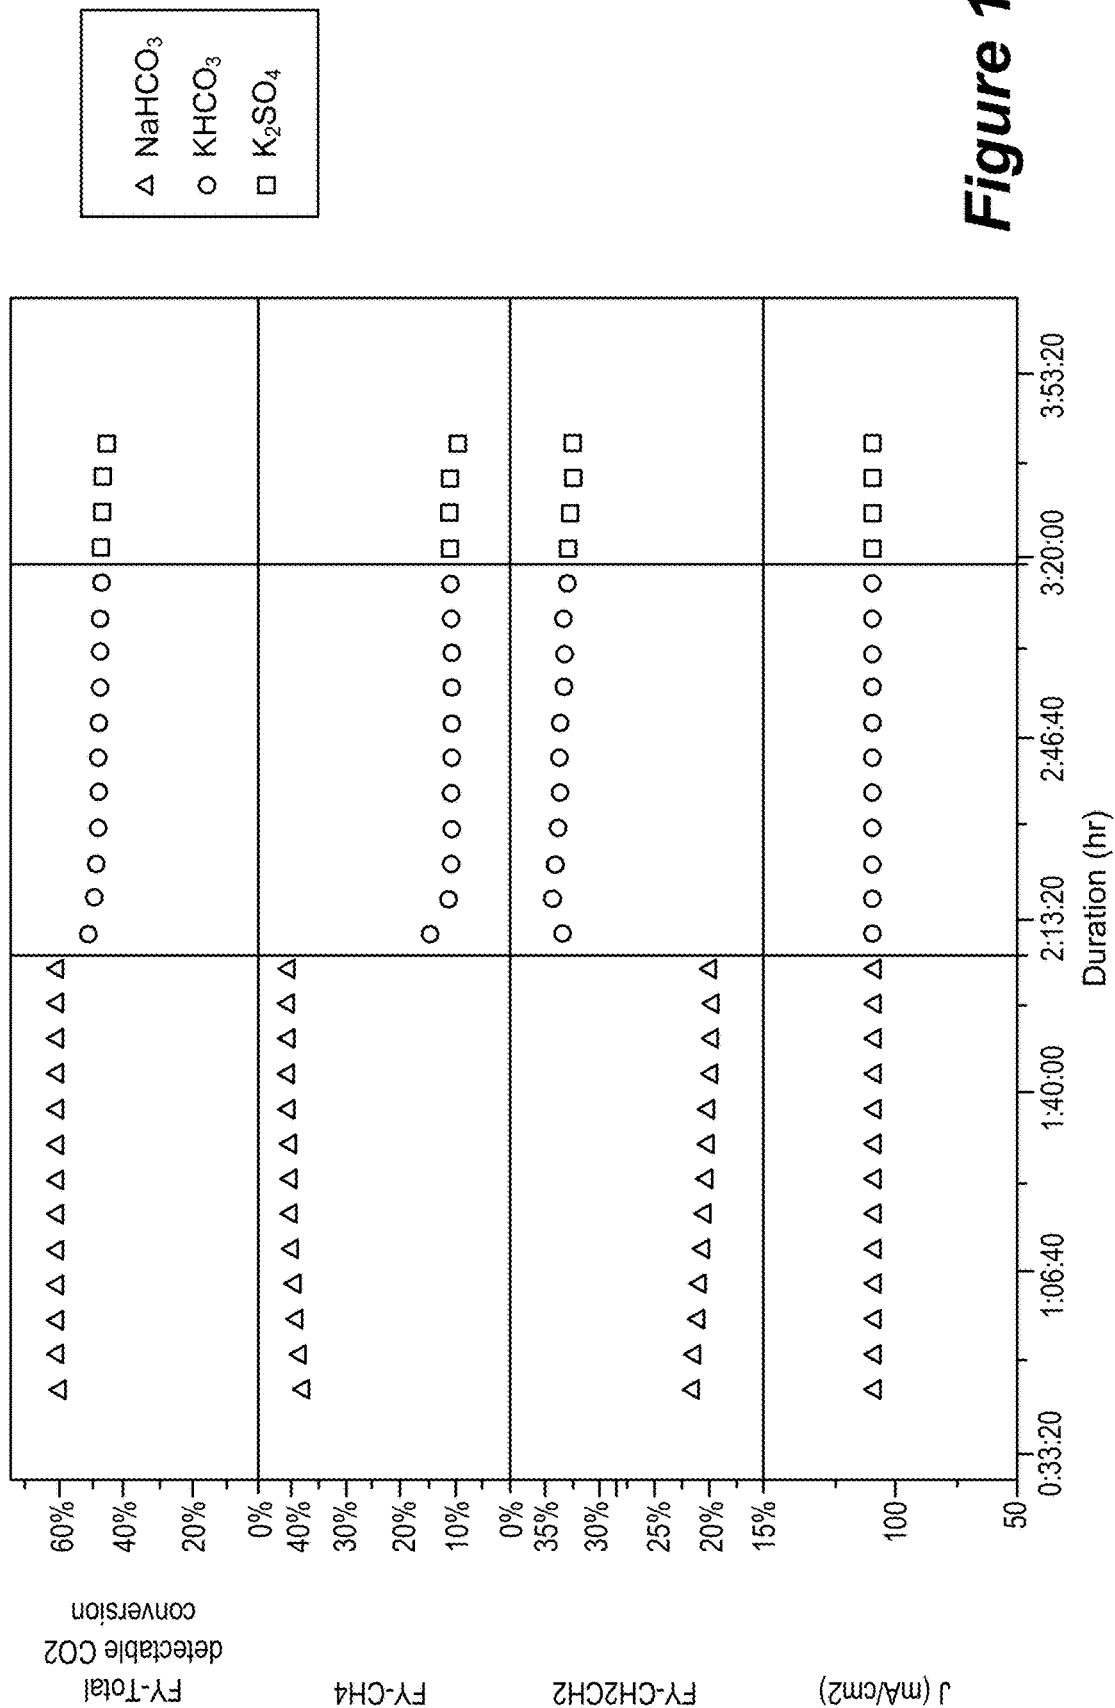 FY-Total
detectable CO2
conversion
60%
40%
20%
0%
FY-CH4
40%
30%
20%
10%
0%
FY-CH2CH2
35%
30%
25%
20%
15%
J (mA/cm2)
100
50
0:33:20
1:06:40
1:40:00
2:13:20
2:46:40
3:20:00
3:53:20
Duration (hr)
△ NaHCO₃
○ KHCO₃
□ K₂SO₄
Figure 1